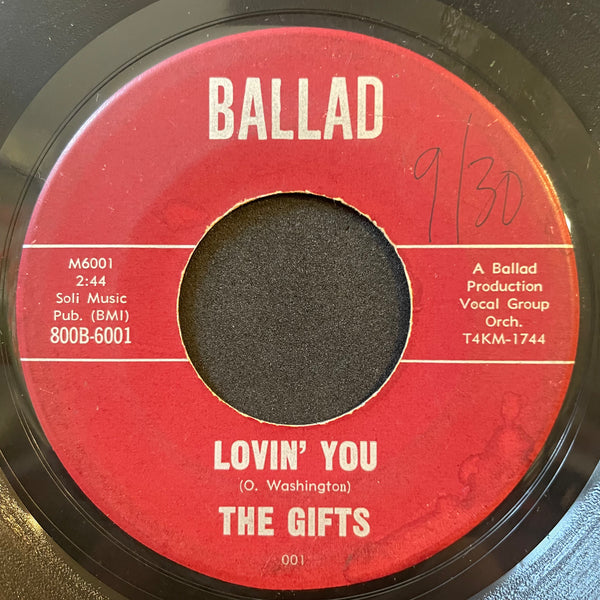 BALLAD
9/30
M6001
2:44
Soli Music
Pub. (BMI)
800B-6001
A Ballad
Production
Vocal Group
Orch.
T4KM-1744
LOVIN' YOU
(O. Washington)
THE GIFTS
001